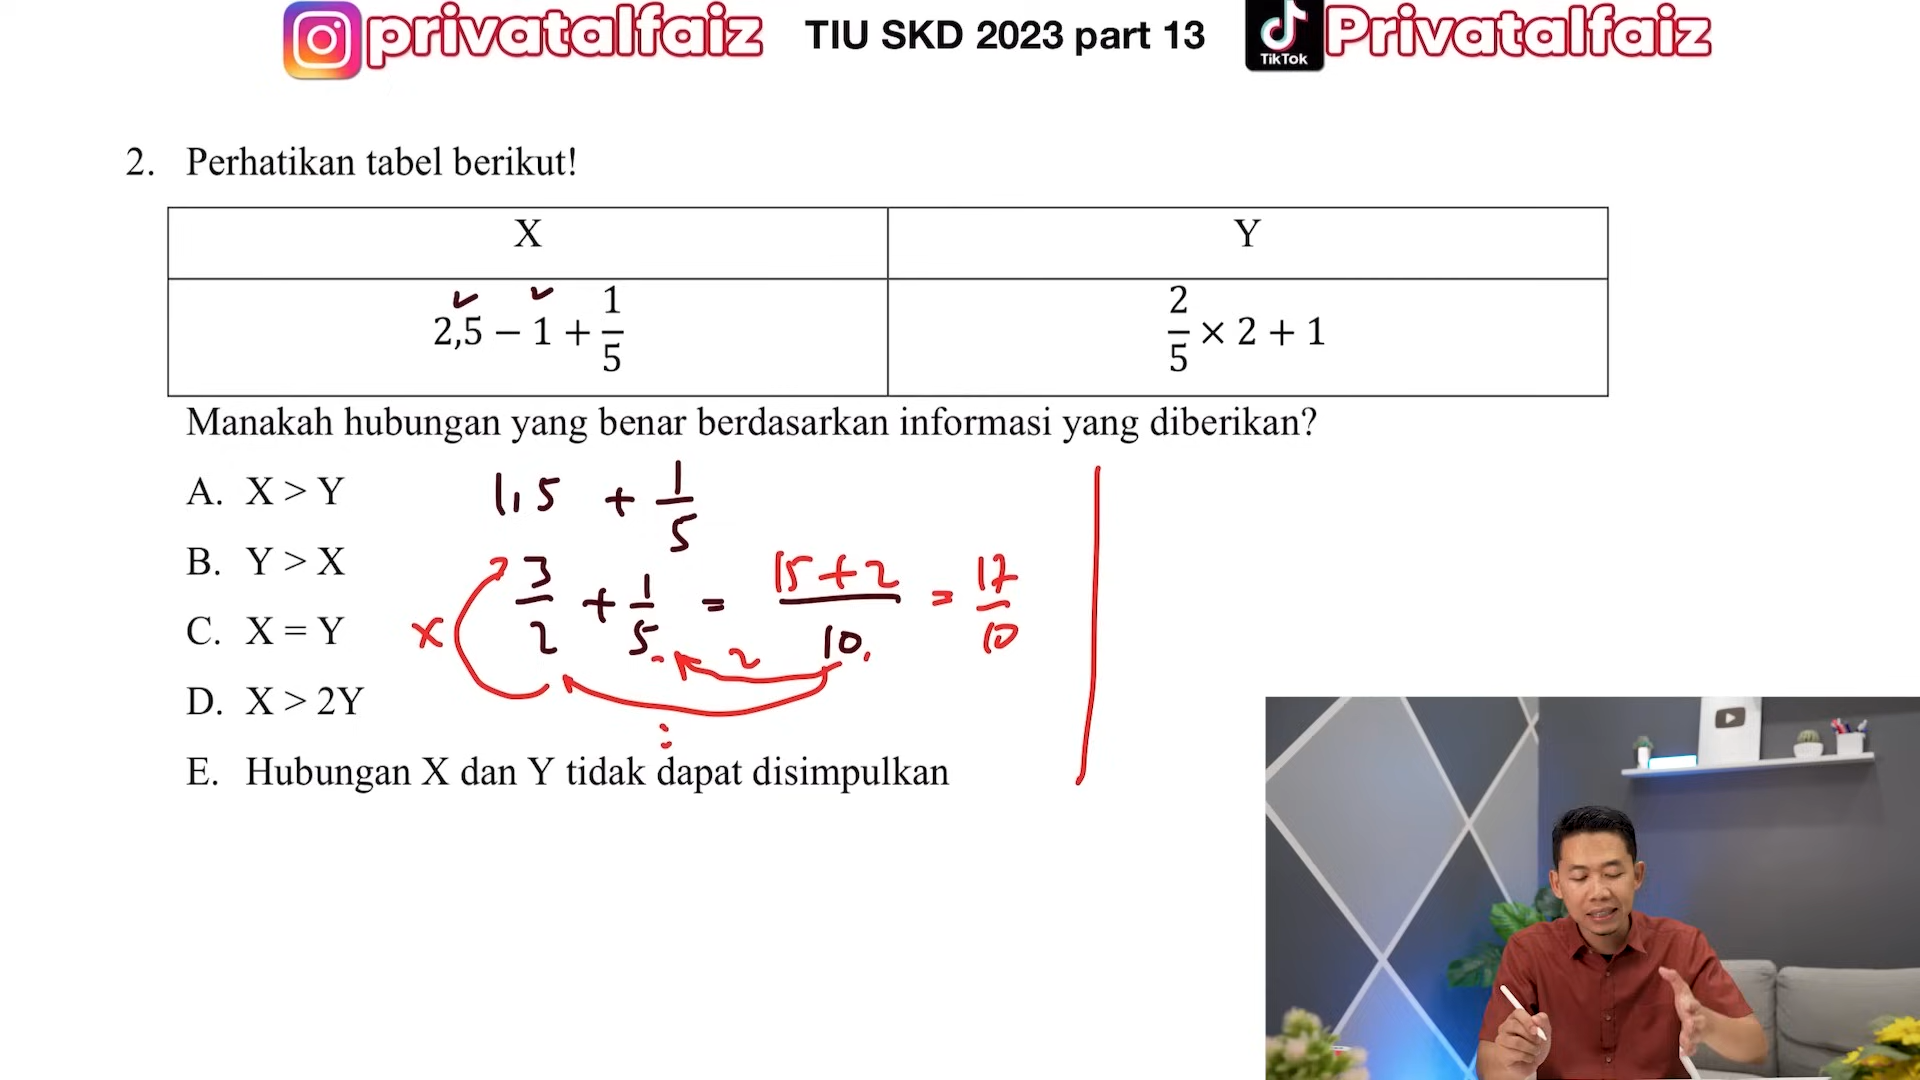 privatalfaiz TIU SKD 2023 part 13 TikTok Privatalfaiz
2. Perhatikan tabel berikut!
X Y
2,5 − 1 + 1/5
2/5 × 2 + 1
Manakah hubungan yang benar berdasarkan informasi yang diberikan?
A. X > Y
1,5 + 1/5
B. Y > X
3/2 + 1/5 = 15+2/10 = 17/10
C. X = Y
x
2
:
D. X > 2Y
E. Hubungan X dan Y tidak dapat disimpulkan